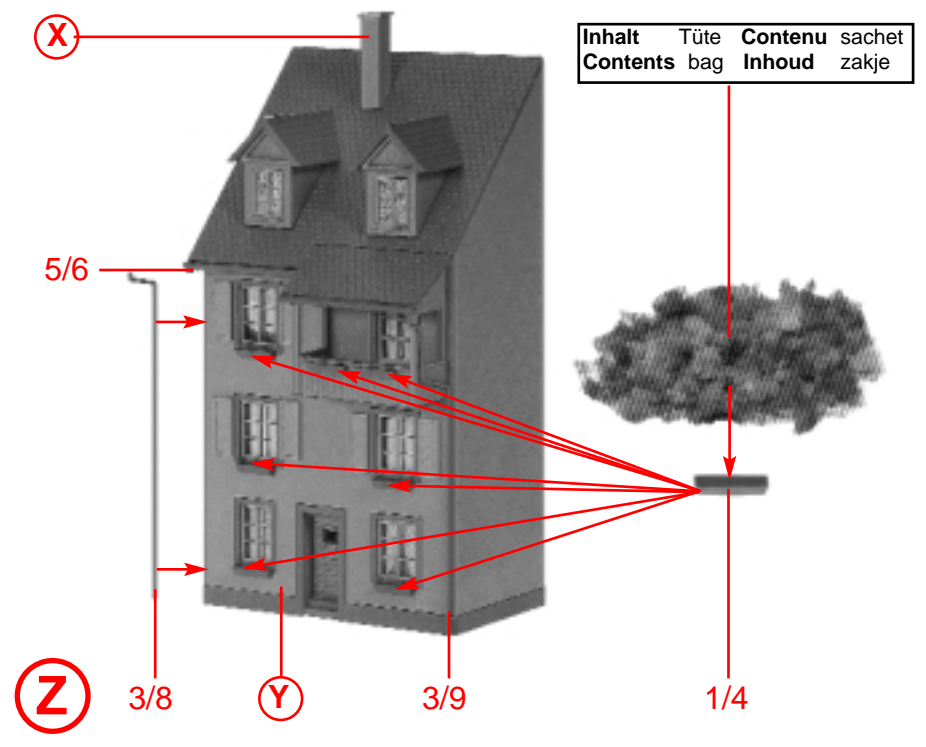 X
Inhalt Tüte Contenu sachet
Contents bag Inhoud zakje
5/6
Z
3/8
Y
3/9
1/4